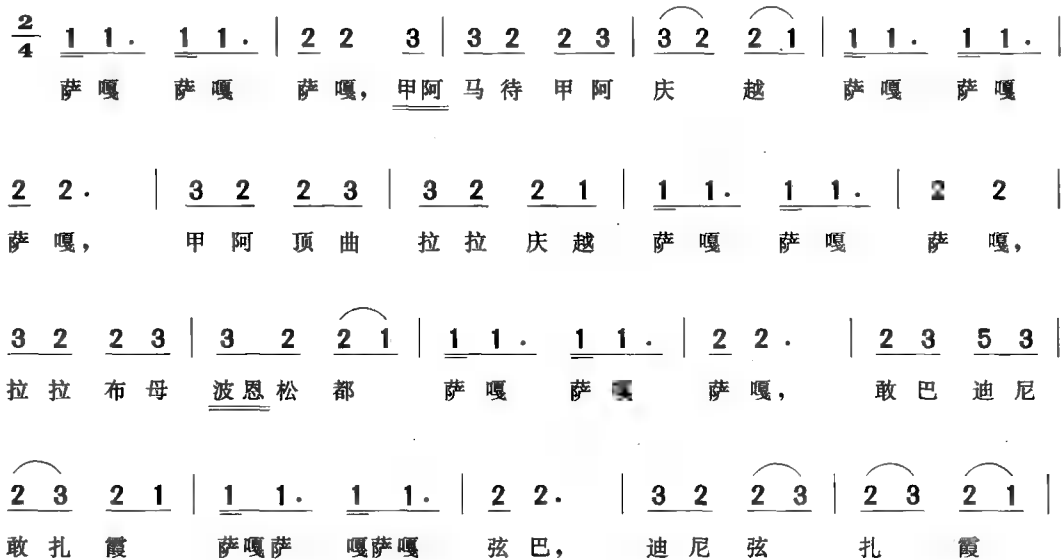 2/4 1 1. 1 1. | 2 2 3 | 3 2 2 3 | 3 2 2 1 | 1 1. 1 1. |
萨嘎 萨嘎 萨嘎，甲阿 马待 甲阿 庆 越 萨嘎 萨嘎
2 2. | 3 2 2 3 | 3 2 2 1 | 1 1. 1 1. | 2 2 |
萨嘎， 甲阿 顶曲 拉拉 庆越 萨嘎 萨嘎 萨嘎，
3 2 2 3 | 3 2 2 1 | 1 1. 1 1. | 2 2. | 2 3 5 3 |
拉拉 布母 波恩松 都 萨嘎 萨 萨嘎， 敢巴 迪尼
2 3 2 1 | 1 1. 1 1. | 2 2. | 3 2 2 3 | 2 3 2 1 |
敢扎 霞 萨嘎萨 嘎萨嘎 弦巴， 迪尼 弦 扎 霞